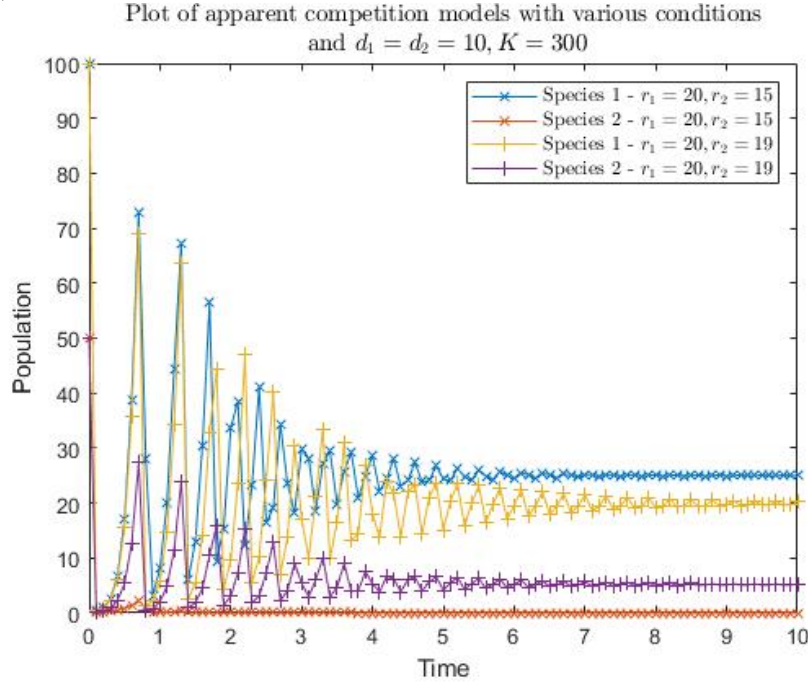 Plot of apparent competition models with various conditions
and d₁ = d₂ = 10, K = 300
100
90
80
70
60
50
40
30
20
10
0
Population
Species 1 - r₁ = 20, r₂ = 15
Species 2 - r₁ = 20, r₂ = 15
Species 1 - r₁ = 20, r₂ = 19
Species 2 - r₁ = 20, r₂ = 19
0 1 2 3 4 5 6 7 8 9 10
Time